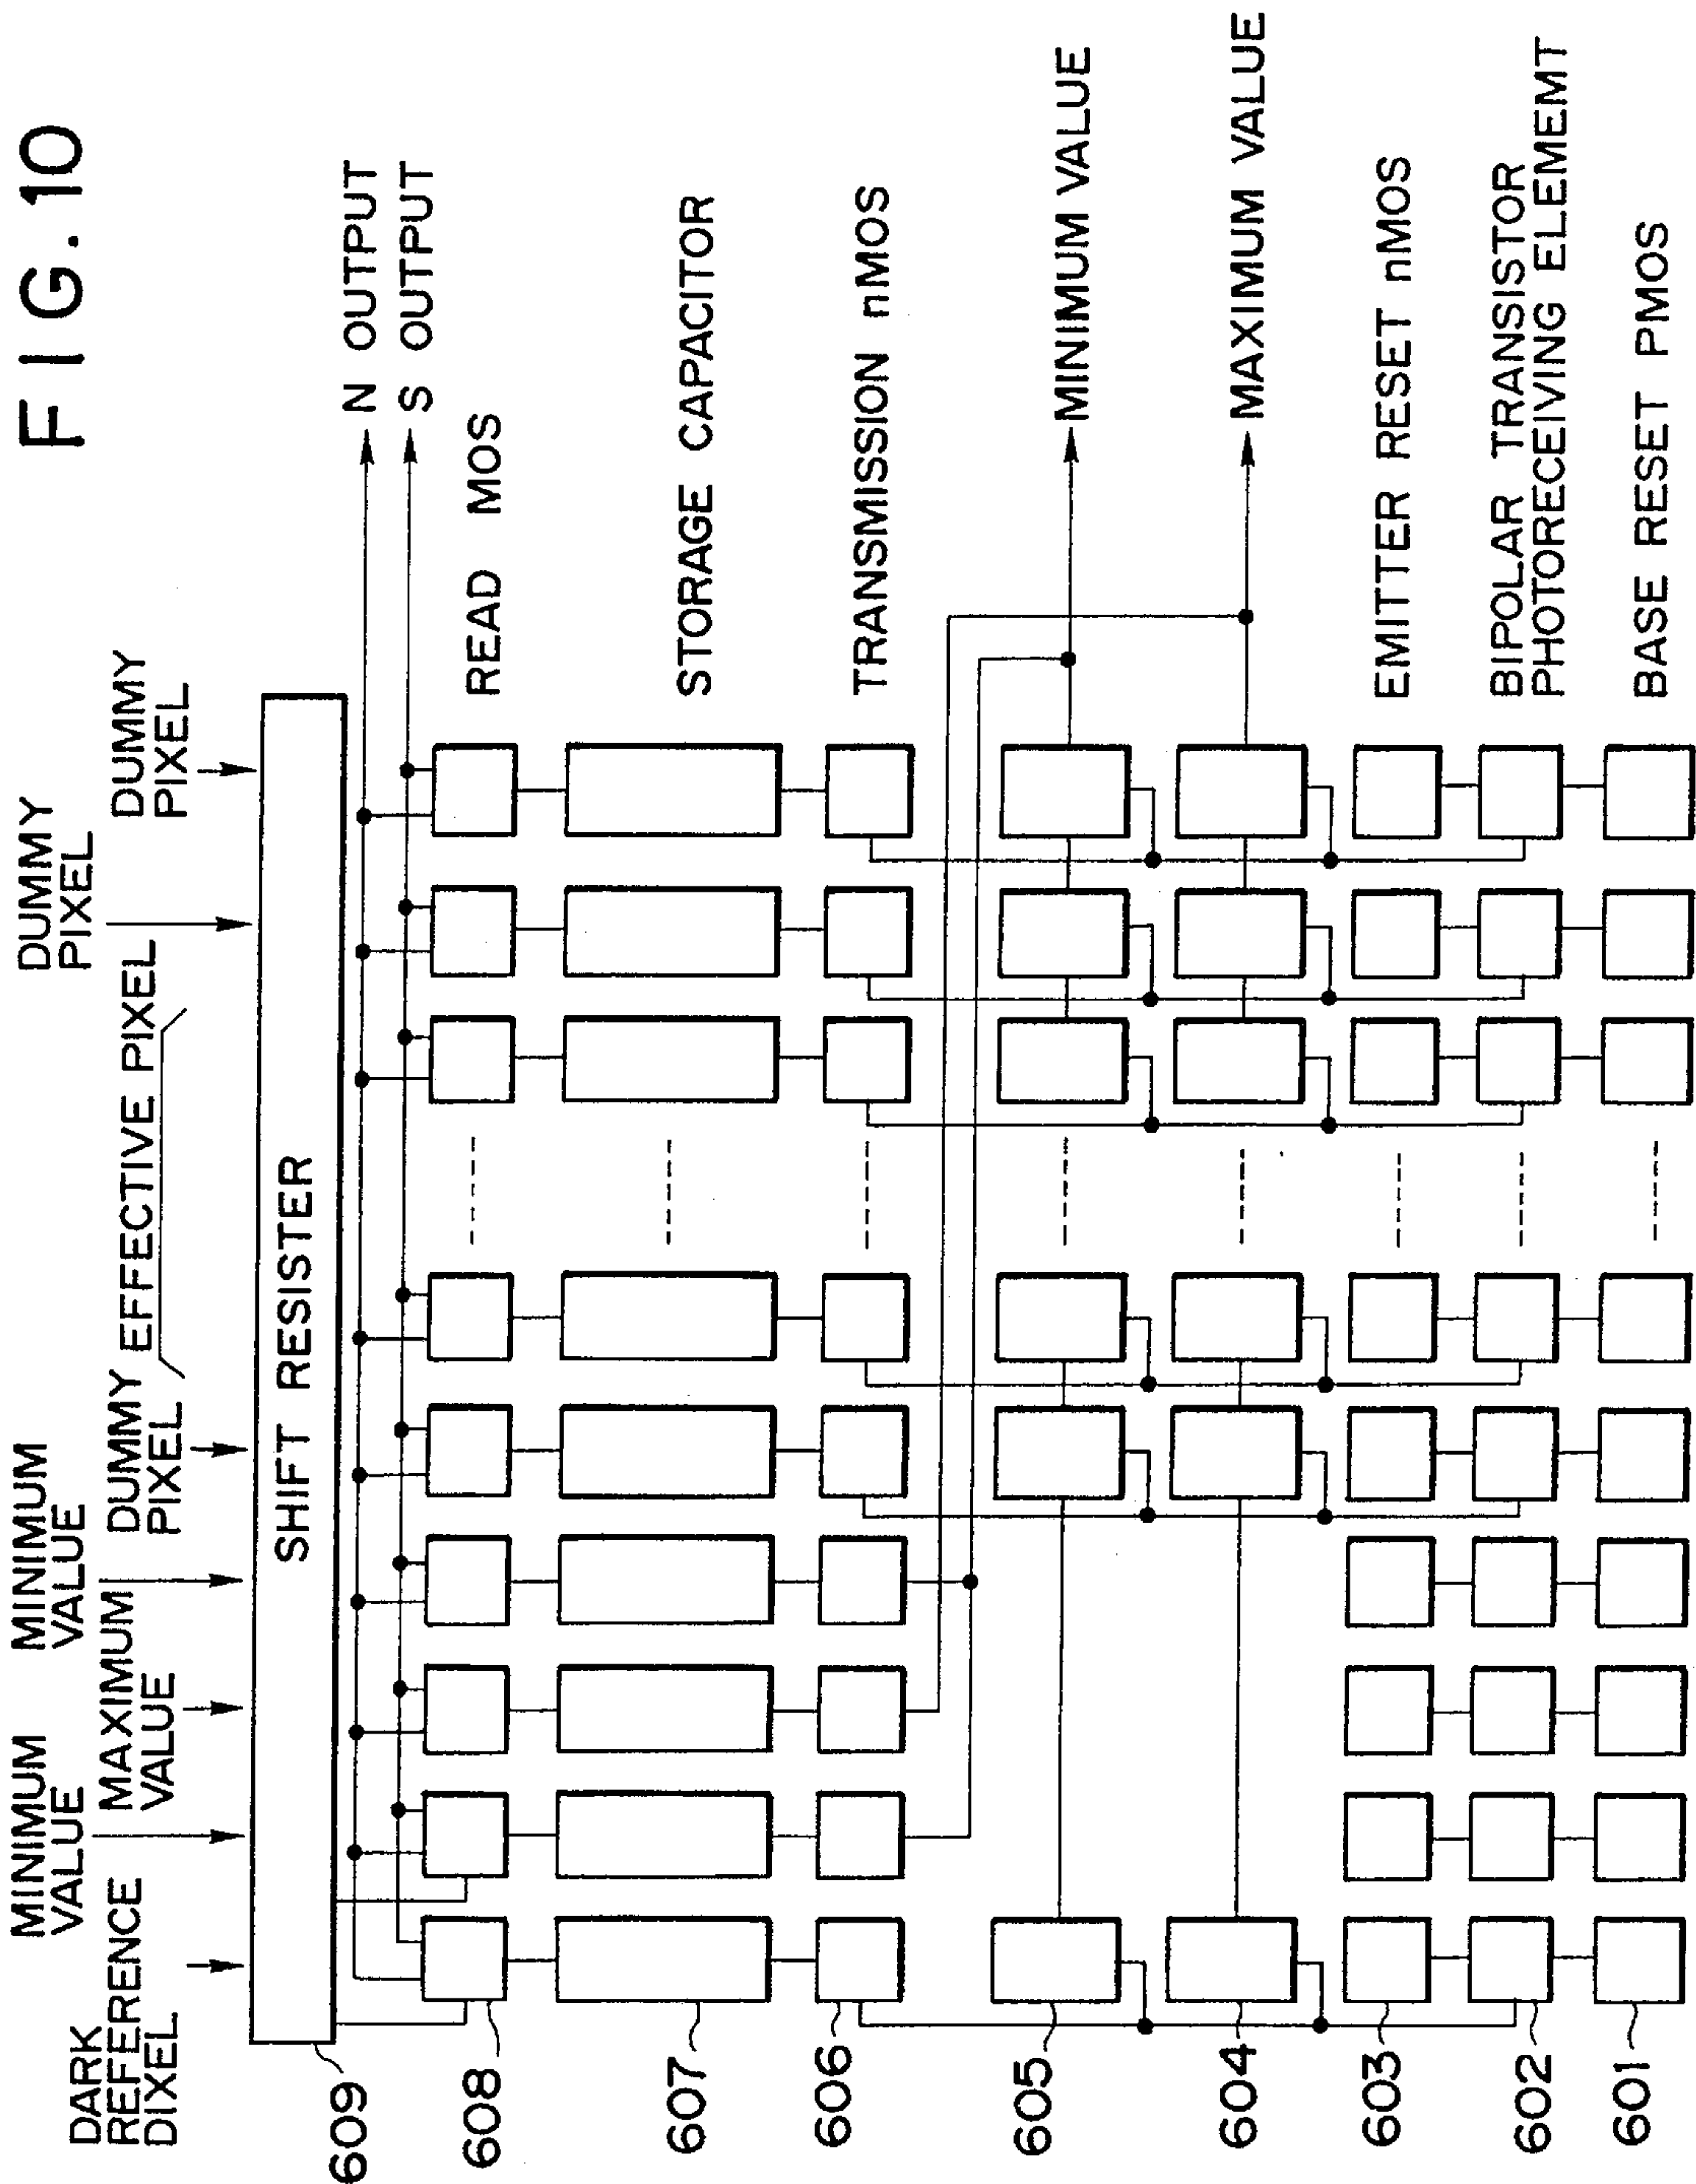 FIG. 10
DARK
REFERENCE
DIXEL
MINIMUM
VALUE
MAXIMUM
VALUE
MINIMUM
VALUE
DUMMY
PIXEL
EFFECTIVE PIXEL
DUMMY
PIXEL
DUMMY
PIXEL
609
SHIFT RESISTER
N OUTPUT
S OUTPUT
608
READ MOS
607
STORAGE CAPACITOR
606
TRANSMISSION nMOS
605
MINIMUM VALUE
604
MAXIMUM VALUE
603
EMITTER RESET nMOS
602
BIPOLAR TRANSISTOR
PHOTORECEIVING ELEMEMT
601
BASE RESET PMOS